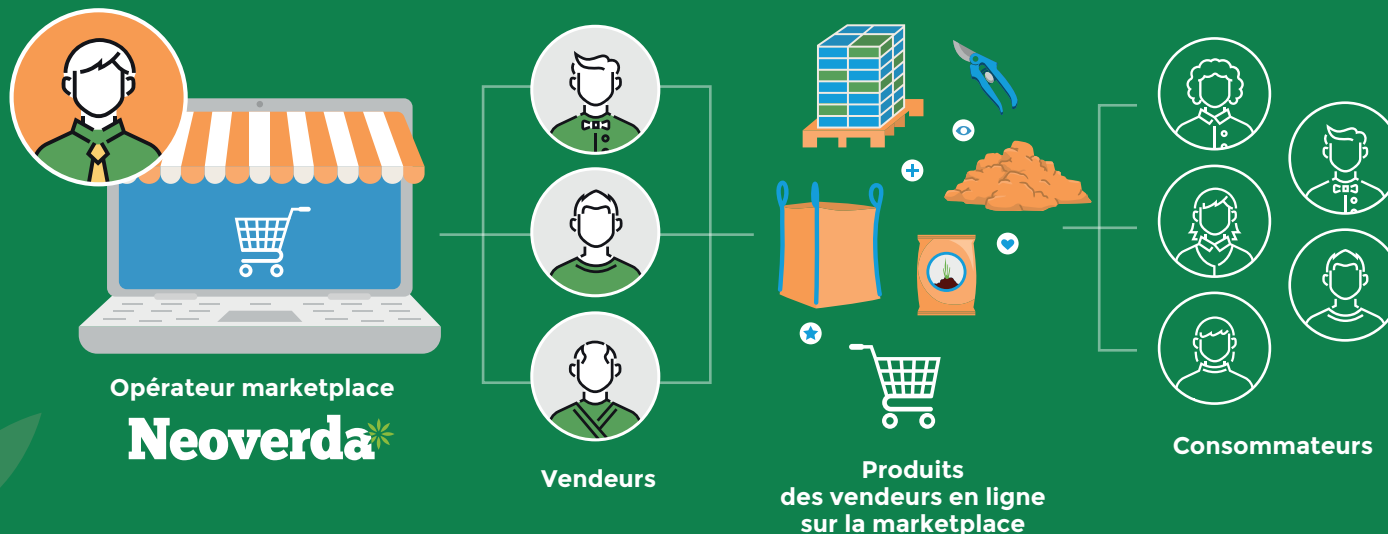 Opérateur marketplace
Neoverda
Vendeurs
Produits
des vendeurs en ligne
sur la marketplace
Consommateurs